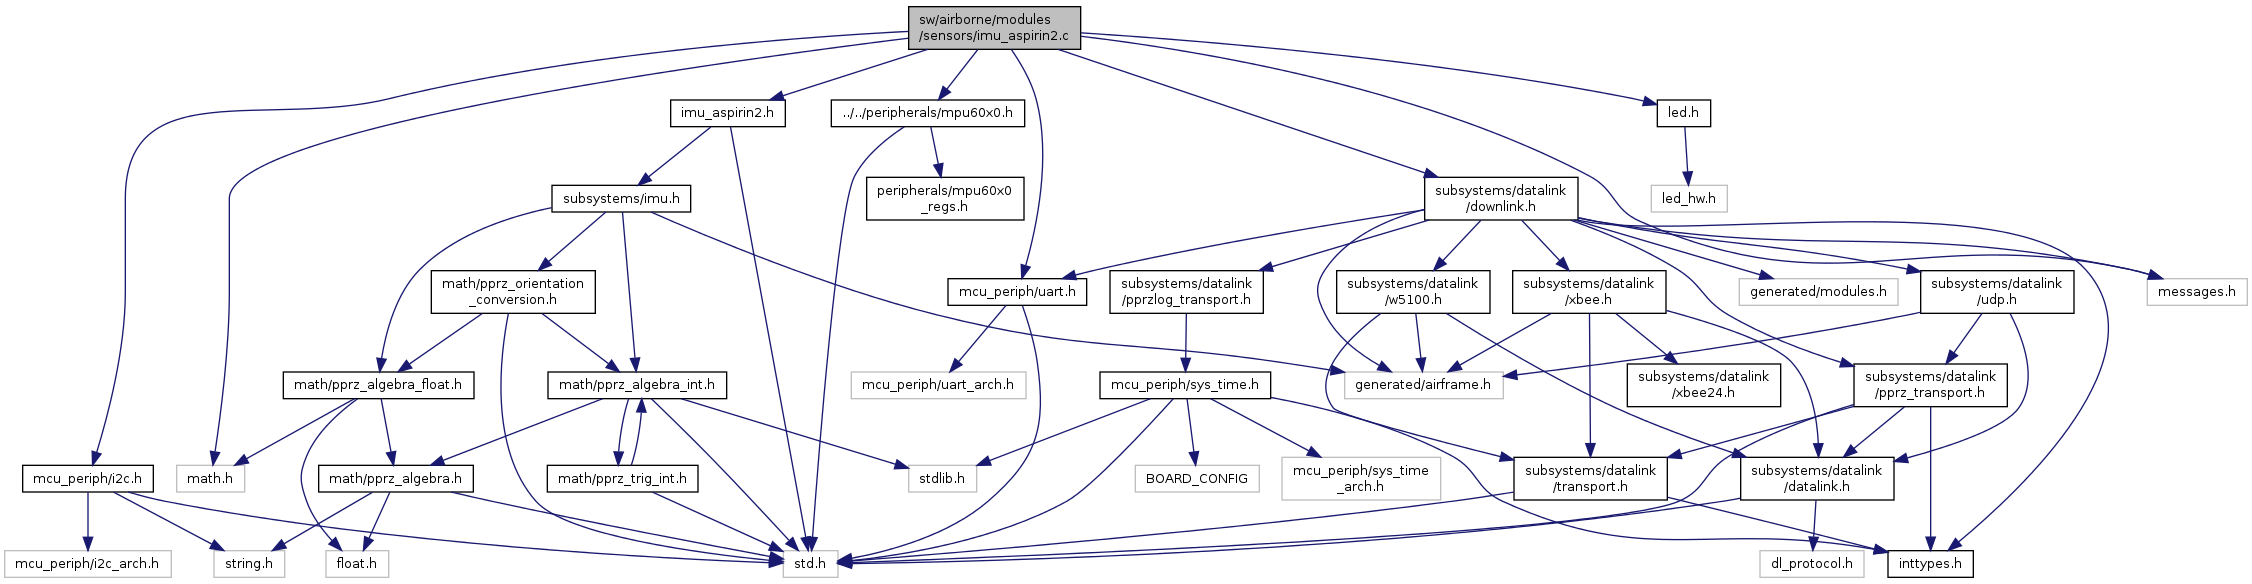 sw/airborne/modules
/sensors/imu_aspirin2.c
imu_aspirin2.h
../../peripherals/mpu60x0.h
led.h
peripherals/mpu60x0
_regs.h
subsystems/datalink
/downlink.h
subsystems/imu.h
led_hw.h
math/pprz_orientation
_conversion.h
mcu_periph/uart.h
subsystems/datalink
/pprzlog_transport.h
subsystems/datalink
/w5100.h
subsystems/datalink
/xbee.h
generated/modules.h
subsystems/datalink
/udp.h
messages.h
math/pprz_algebra_float.h
math/pprz_algebra_int.h
mcu_periph/uart_arch.h
mcu_periph/sys_time.h
generated/airframe.h
subsystems/datalink
/xbee24.h
subsystems/datalink
/pprz_transport.h
mcu_periph/i2c.h
math.h
math/pprz_algebra.h
math/pprz_trig_int.h
stdlib.h
BOARD_CONFIG
mcu_periph/sys_time
_arch.h
subsystems/datalink
/transport.h
subsystems/datalink
/datalink.h
mcu_periph/i2c_arch.h
string.h
float.h
std.h
dl_protocol.h
inttypes.h